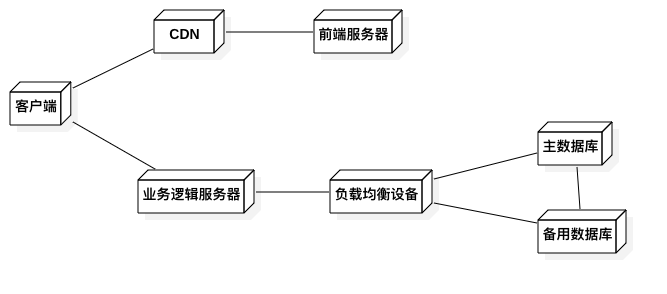 CDN
前端服务器
客户端
主数据库
业务逻辑服务器
负载均衡设备
备用数据库